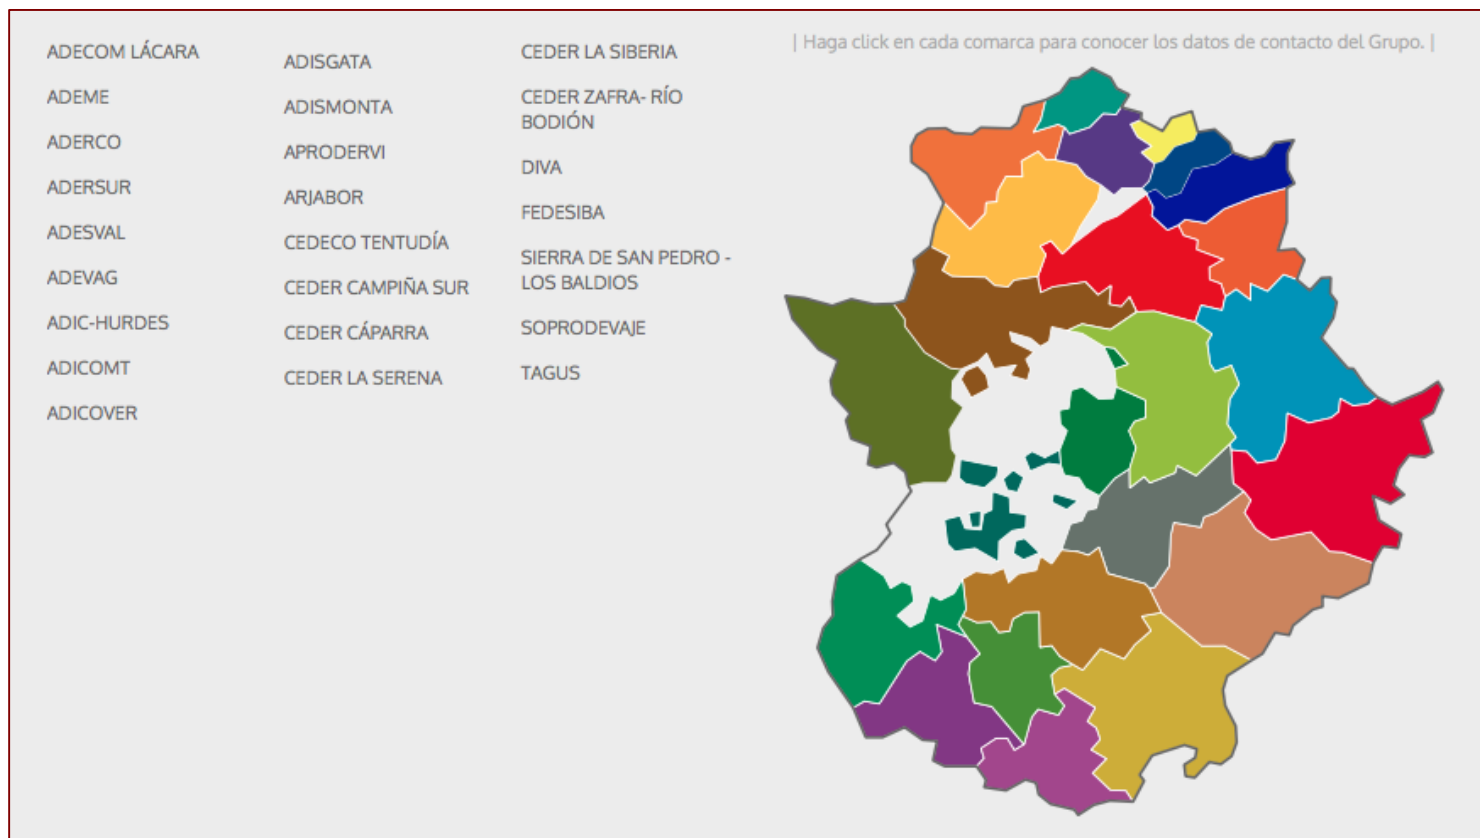 ADECOM LÁCARA
ADEME
ADERCO
ADERSUR
ADESVAL
ADEVAG
ADIC-HURDES
ADICOMT
ADICOVER
ADISGATA
ADISMONTA
APRODERVI
ARJABOR
CEDECO TENTUDÍA
CEDER CAMPIÑA SUR
CEDER CÁPARRA
CEDER LA SERENA
CEDER LA SIBERIA
CEDER ZAFRA- RÍO
BODIÓN
DIVA
FEDESIBA
SIERRA DE SAN PEDRO -
LOS BALDIOS
SOPRODEVAJE
TAGUS
| Haga click en cada comarca para conocer los datos de contacto del Grupo. |